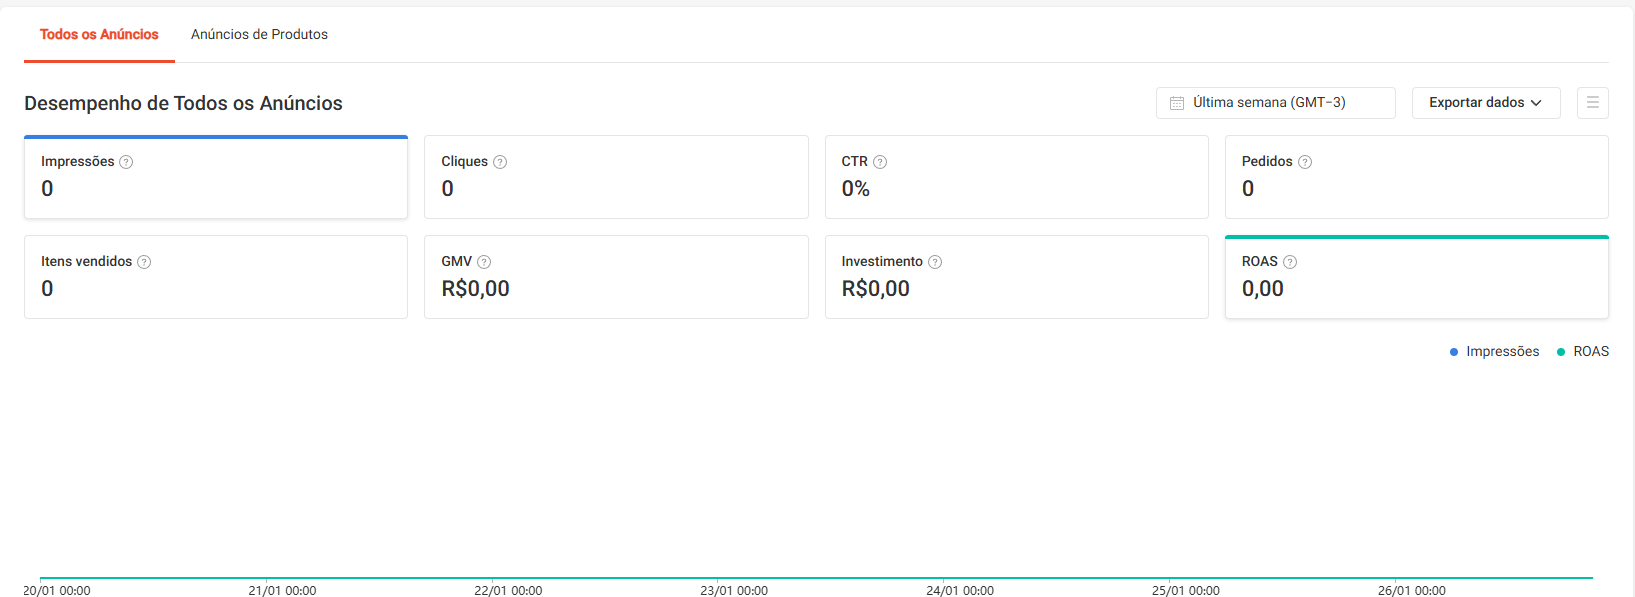 Todos os Anúncios Anúncios de Produtos
Desempenho de Todos os Anúncios
Última semana (GMT-3) Exportar dados
Impressões ? Cliques ? CTR ? Pedidos ?
0 0 0% 0
Itens vendidos ? GMV ? Investimento ? ROAS ?
0 R$0,00 R$0,00 0,00
Impressões ROAS
20/01 00:00 21/01 00:00 22/01 00:00 23/01 00:00 24/01 00:00 25/01 00:00 26/01 00:00